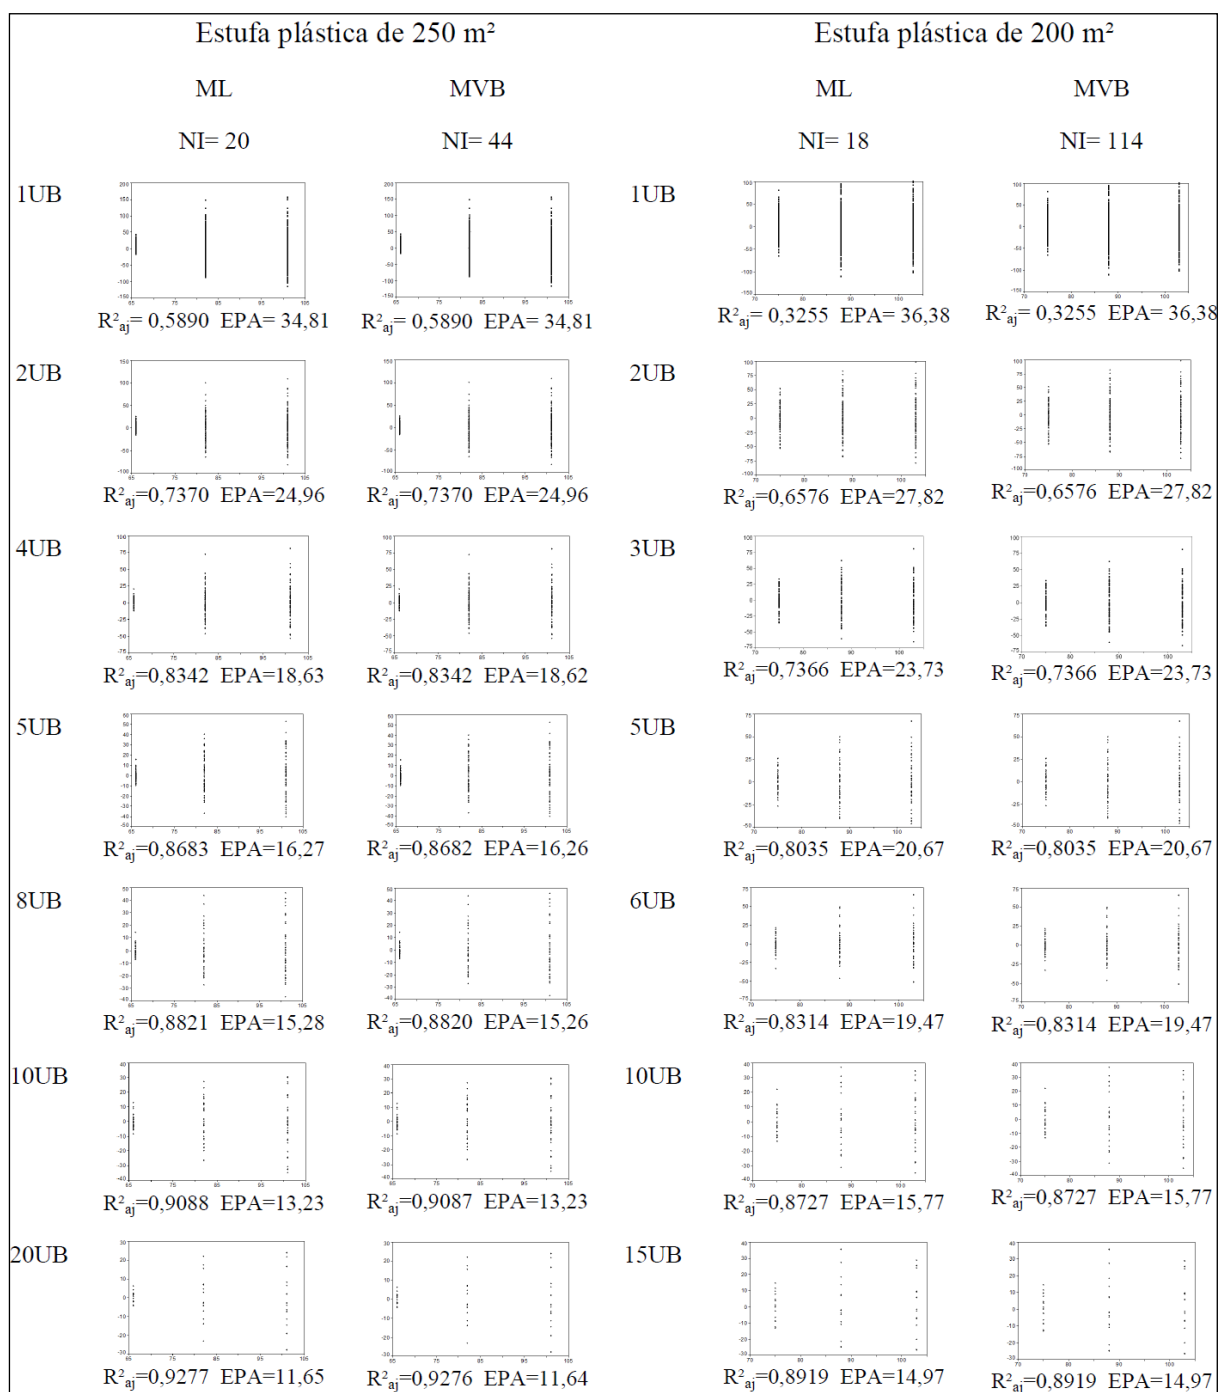 Estufa plástica de 250 m² Estufa plástica de 200 m²
ML MVB ML MVB
NI= 20 NI= 44 NI= 18 NI= 114
1UB 1UB
R²aj= 0,5890 EPA= 34,81 R²aj= 0,5890 EPA= 34,81 R²aj= 0,3255 EPA= 36,38 R²aj= 0,3255 EPA= 36,38
2UB 2UB
R²aj=0,7370 EPA=24,96 R²aj=0,7370 EPA=24,96 R²aj=0,6576 EPA=27,82 R²aj=0,6576 EPA=27,82
4UB 3UB
R²aj=0,8342 EPA=18,63 R²aj=0,8342 EPA=18,62 R²aj=0,7366 EPA=23,73 R²aj=0,7366 EPA=23,73
5UB 5UB
R²aj=0,8683 EPA=16,27 R²aj=0,8682 EPA=16,26 R²aj=0,8035 EPA=20,67 R²aj=0,8035 EPA=20,67
8UB 6UB
R²aj=0,8821 EPA=15,28 R²aj=0,8820 EPA=15,26 R²aj=0,8314 EPA=19,47 R²aj=0,8314 EPA=19,47
10UB 10UB
R²aj=0,9088 EPA=13,23 R²aj=0,9087 EPA=13,23 R²aj=0,8727 EPA=15,77 R²aj=0,8727 EPA=15,77
20UB 15UB
R²aj=0,9277 EPA=11,65 R²aj=0,9276 EPA=11,64 R²aj=0,8919 EPA=14,97 R²aj=0,8919 EPA=14,97